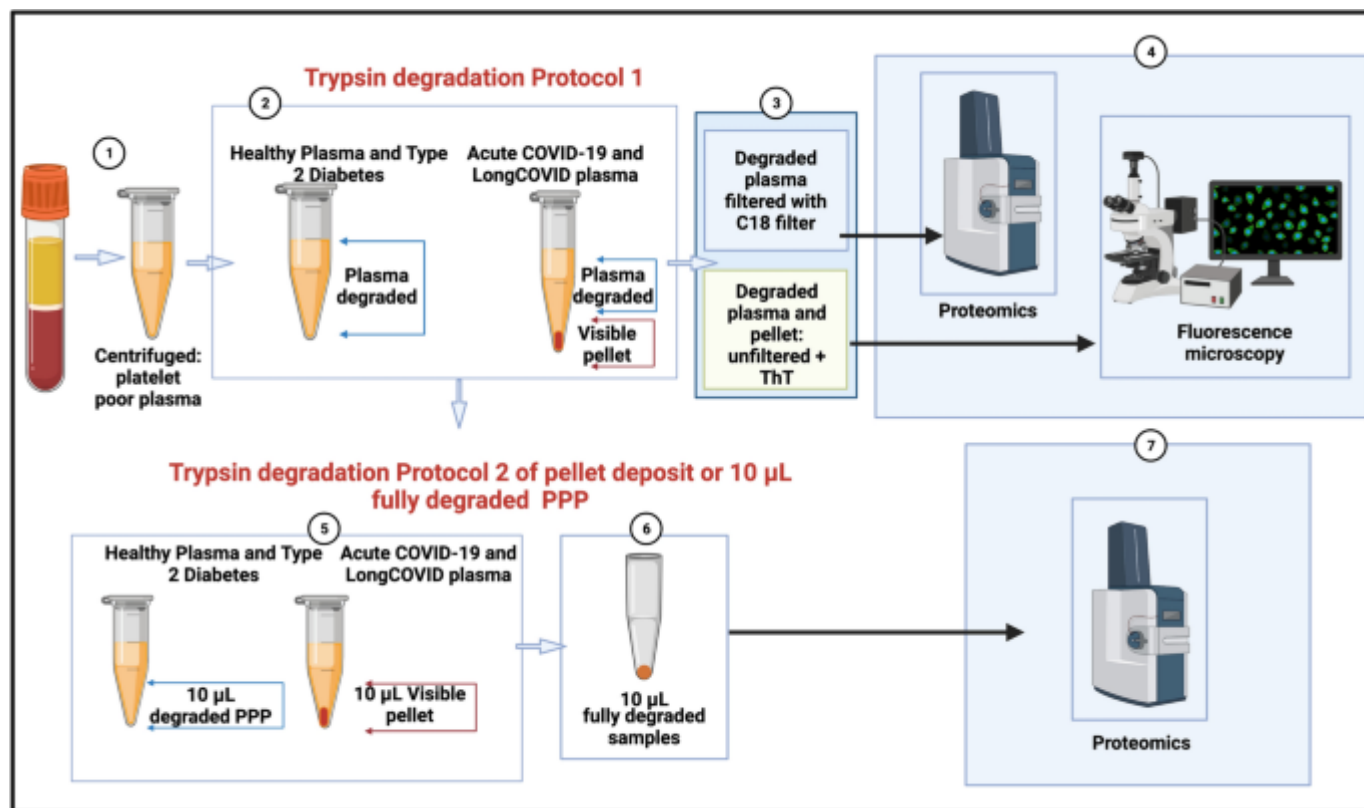 Trypsin degradation Protocol 1
1
Centrifuged:
platelet
poor plasma
2
Healthy Plasma and Type
2 Diabetes
Plasma
degraded
Acute COVID-19 and
LongCOVID plasma
Plasma
degraded
Visible
pellet
3
Degraded
plasma
filtered with
C18 filter
Degraded
plasma and
pellet:
unfiltered +
ThT
4
Proteomics
Fluorescence
microscopy
Trypsin degradation Protocol 2 of pellet deposit or 10 µL
fully degraded PPP
5
Healthy Plasma and Type
2 Diabetes
10 µL
degraded PPP
Acute COVID-19 and
LongCOVID plasma
10 µL Visible
pellet
6
10 µL
fully degraded
samples
7
Proteomics